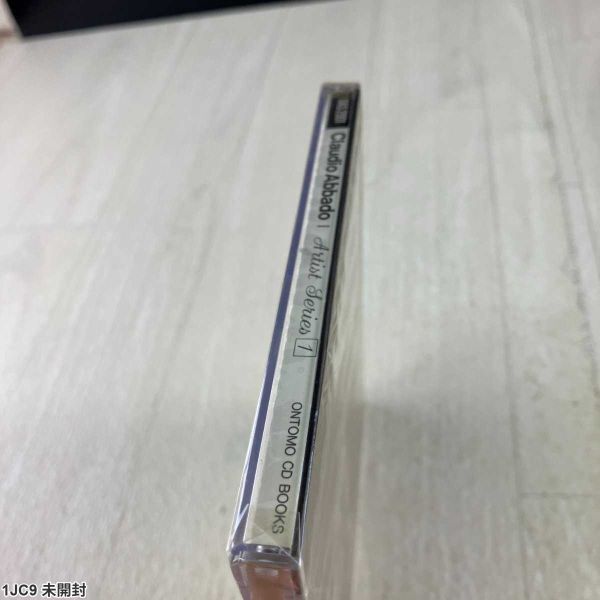 Claudio Abbado I Artist Series 1 ONTOMO CD BOOKS
1JC9 未開封